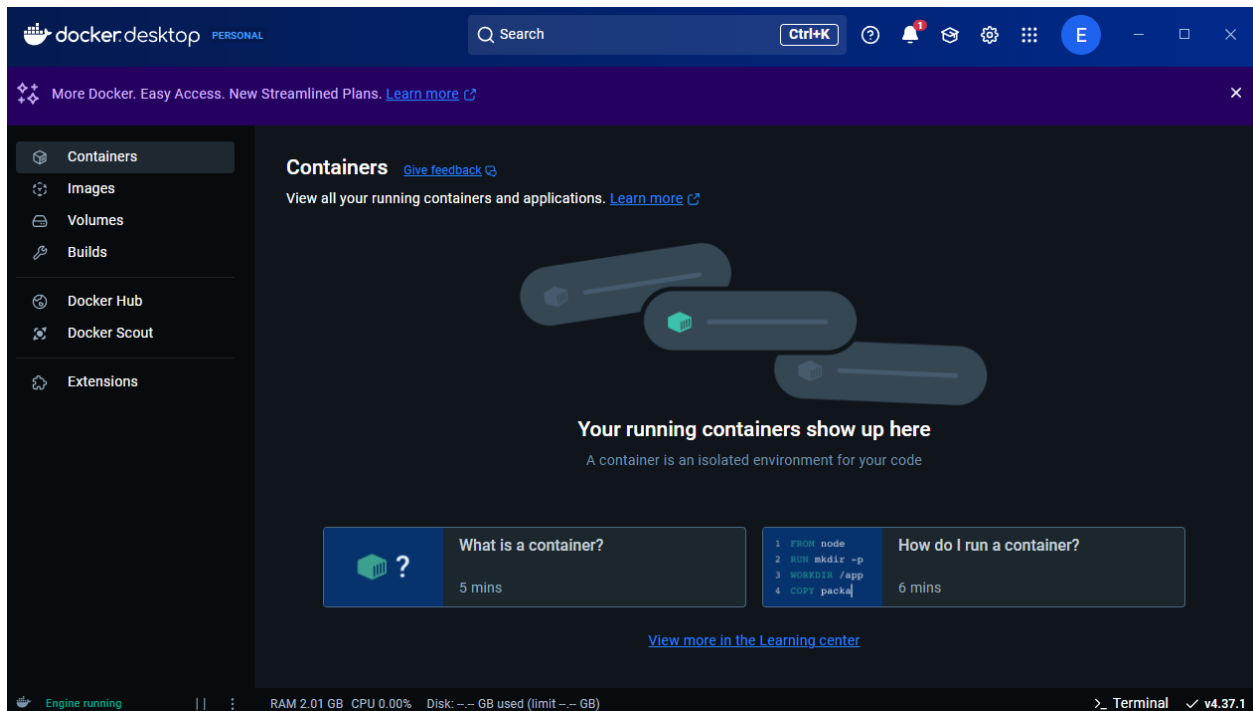 docker.desktop PERSONAL
Search
Ctrl+K
1
E
More Docker. Easy Access. New Streamlined Plans. Learn more
Containers
Images
Volumes
Builds
Docker Hub
Docker Scout
Extensions
Containers Give feedback
View all your running containers and applications. Learn more
Your running containers show up here
A container is an isolated environment for your code
?
What is a container?
5 mins
1 FROM node
2 RUN mkdir -p
3 WORKDIR /app
4 COPY packa
How do I run a container?
6 mins
View more in the Learning center
Engine running
RAM 2.01 GB CPU 0.00% Disk: --.-- GB used (limit --.-- GB)
>_ Terminal
v4.37.1